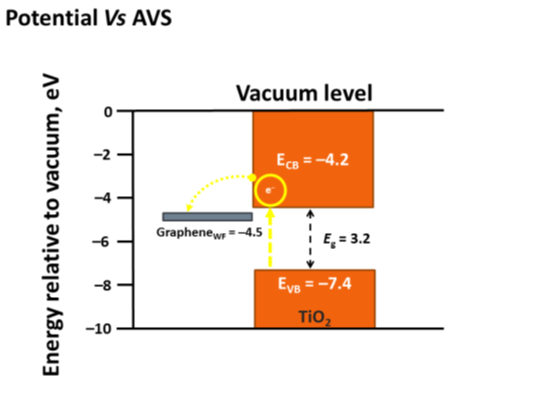 Potential Vs AVS
Vacuum level
Energy relative to vacuum, eV
0
−2
−4
−6
−8
−10
E_CB = −4.2
e⁻
Graphene_WF = −4.5
E_g = 3.2
E_VB = −7.4
TiO₂